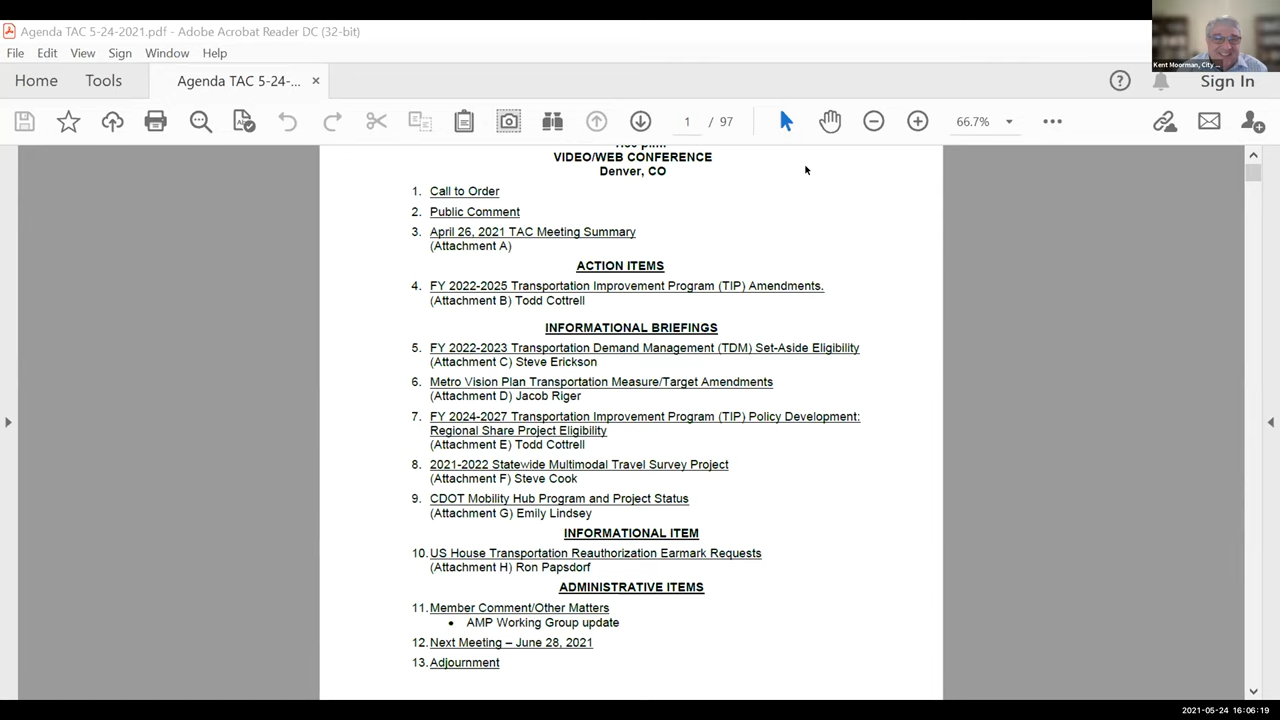 Agenda TAC 5-24-2021.pdf - Adobe Acrobat Reader DC (32-bit)
File Edit View Sign Window Help
Home Tools Agenda TAC 5-24-... × Sign In
1 / 97 66.7%
Kent Moorman, City ...
VIDEO/WEB CONFERENCE
Denver, CO
1. Call to Order
2. Public Comment
3. April 26, 2021 TAC Meeting Summary
(Attachment A)
ACTION ITEMS
4. FY 2022-2025 Transportation Improvement Program (TIP) Amendments.
(Attachment B) Todd Cottrell
INFORMATIONAL BRIEFINGS
5. FY 2022-2023 Transportation Demand Management (TDM) Set-Aside Eligibility
(Attachment C) Steve Erickson
6. Metro Vision Plan Transportation Measure/Target Amendments
(Attachment D) Jacob Riger
7. FY 2024-2027 Transportation Improvement Program (TIP) Policy Development:
Regional Share Project Eligibility
(Attachment E) Todd Cottrell
8. 2021-2022 Statewide Multimodal Travel Survey Project
(Attachment F) Steve Cook
9. CDOT Mobility Hub Program and Project Status
(Attachment G) Emily Lindsey
INFORMATIONAL ITEM
10. US House Transportation Reauthorization Earmark Requests
(Attachment H) Ron Papsdorf
ADMINISTRATIVE ITEMS
11. Member Comment/Other Matters
• AMP Working Group update
12. Next Meeting – June 28, 2021
13. Adjournment
2021-05-24 16:06:19